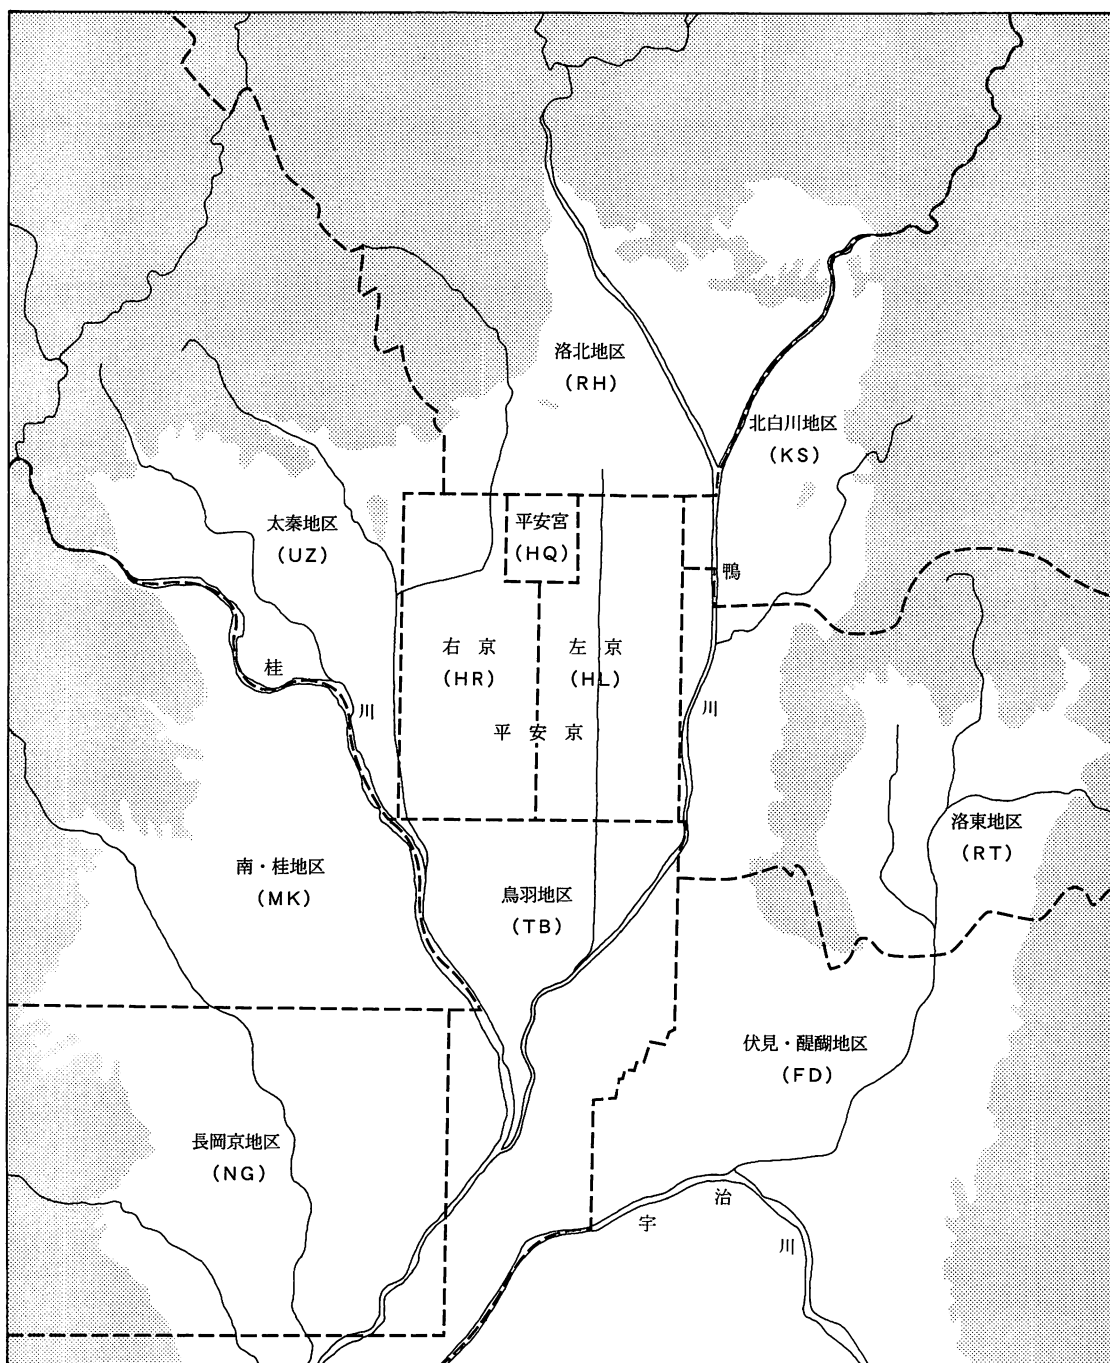 洛北地区
(RH)
北白川地区
(KS)
太秦地区
(UZ)
平安宮
(HQ)
鴨
川
右京
(HR)
左京
(HL)
平安京
桂
川
洛東地区
(RT)
南・桂地区
(MK)
鳥羽地区
(TB)
伏見・醍醐地区
(FD)
長岡京地区
(NG)
宇
治
川